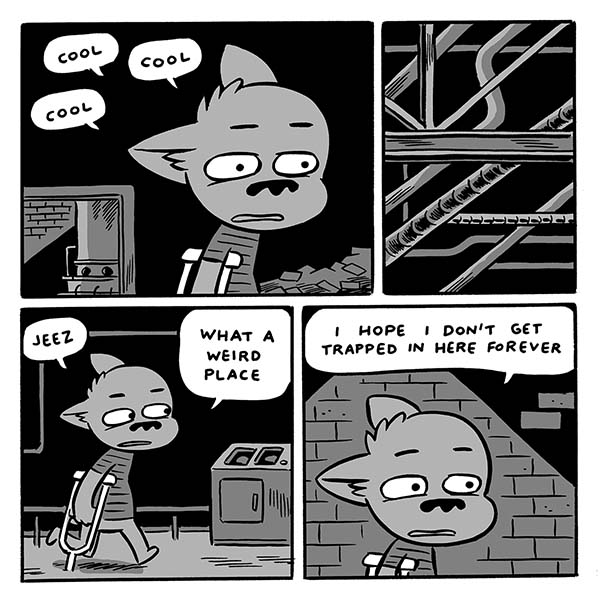 COOL
COOL
COOL
JEEZ
WHAT A
WEIRD
PLACE
I HOPE I DON'T GET
TRAPPED IN HERE FOREVER